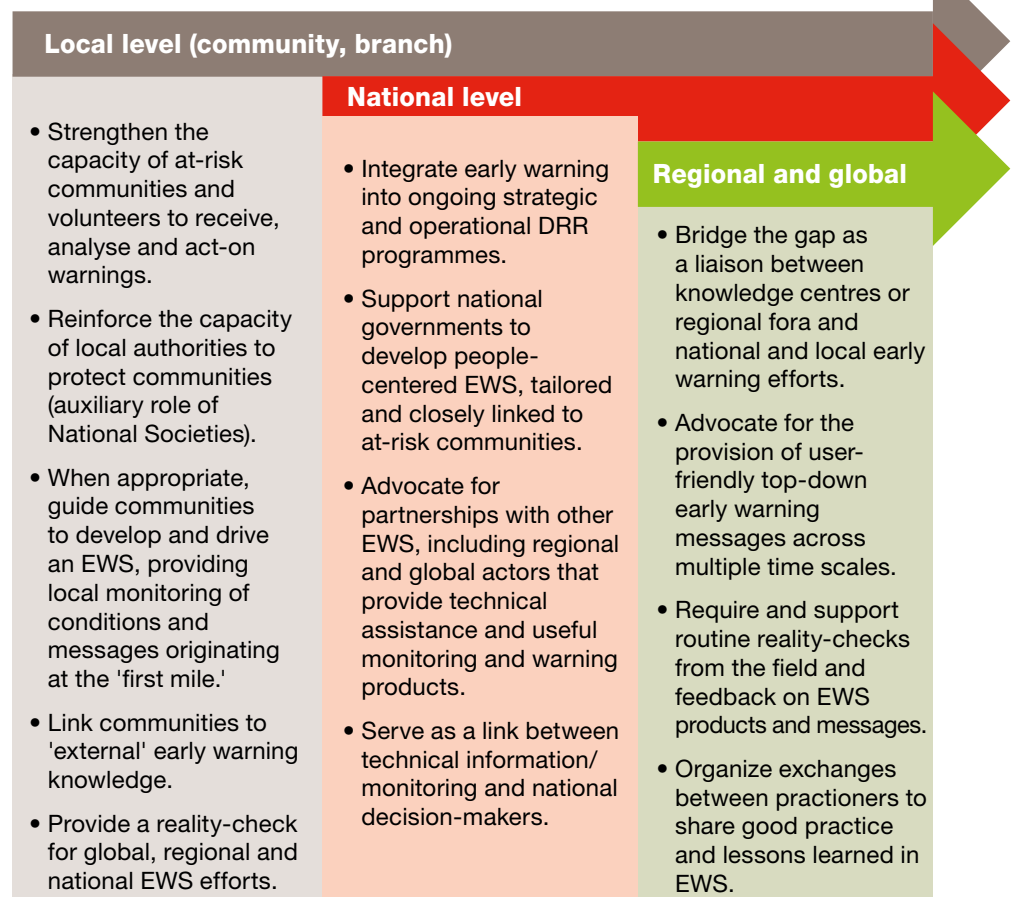 Local level (community, branch)
• Strengthen the
capacity of at-risk
communities and
volunteers to receive,
analyse and act-on
warnings.
• Reinforce the capacity
of local authorities to
protect communities
(auxiliary role of
National Societies).
• When appropriate,
guide communities
to develop and drive
an EWS, providing
local monitoring of
conditions and
messages originating
at the 'first mile.'
• Link communities to
'external' early warning
knowledge.
• Provide a reality-check
for global, regional and
national EWS efforts.
National level
• Integrate early warning
into ongoing strategic
and operational DRR
programmes.
• Support national
governments to
develop people-
centered EWS, tailored
and closely linked to
at-risk communities.
• Advocate for
partnerships with other
EWS, including regional
and global actors that
provide technical
assistance and useful
monitoring and warning
products.
• Serve as a link between
technical information/
monitoring and national
decision-makers.
Regional and global
• Bridge the gap as
a liaison between
knowledge centres or
regional fora and
national and local early
warning efforts.
• Advocate for the
provision of user-
friendly top-down
early warning
messages across
multiple time scales.
• Require and support
routine reality-checks
from the field and
feedback on EWS
products and messages.
• Organize exchanges
between practioners to
share good practice
and lessons learned in
EWS.